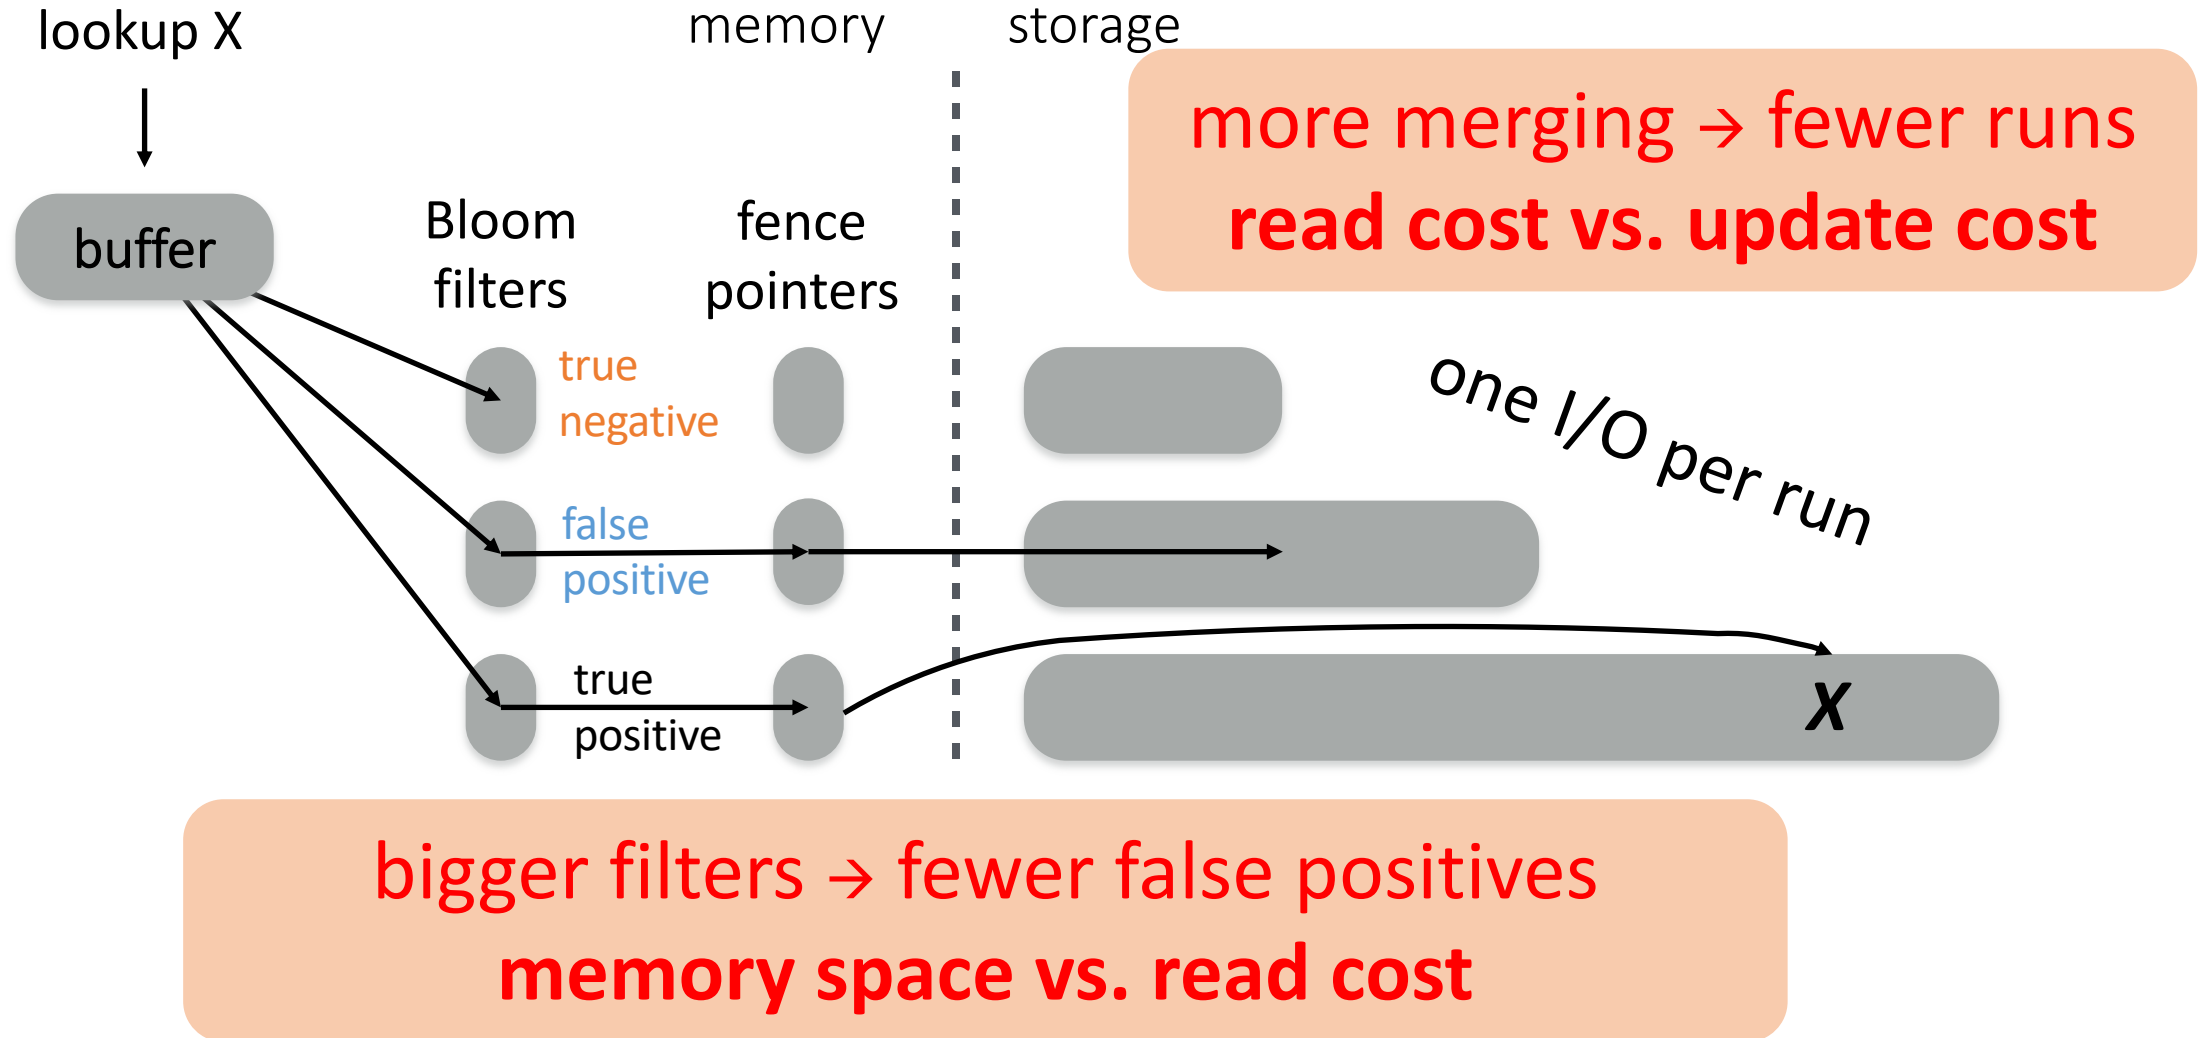 lookup X
memory
storage
more merging → fewer runs
read cost vs. update cost
buffer
Bloom
filters
fence
pointers
true
negative
one I/O per run
false
positive
true
positive
X
bigger filters → fewer false positives
memory space vs. read cost